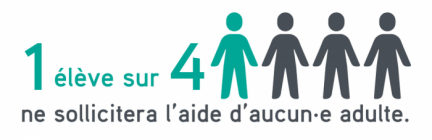 1 élève sur 4
ne sollicitera l'aide d'aucun·e adulte.